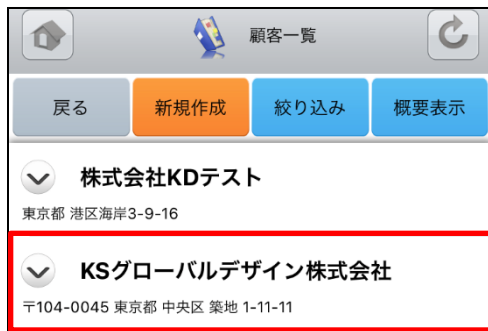 顧客一覧
戻る 新規作成 絞り込み 概要表示
株式会社KDテスト
東京都 港区海岸3-9-16
KSグローバルデザイン株式会社
〒104-0045 東京都 中央区 築地 1-11-11